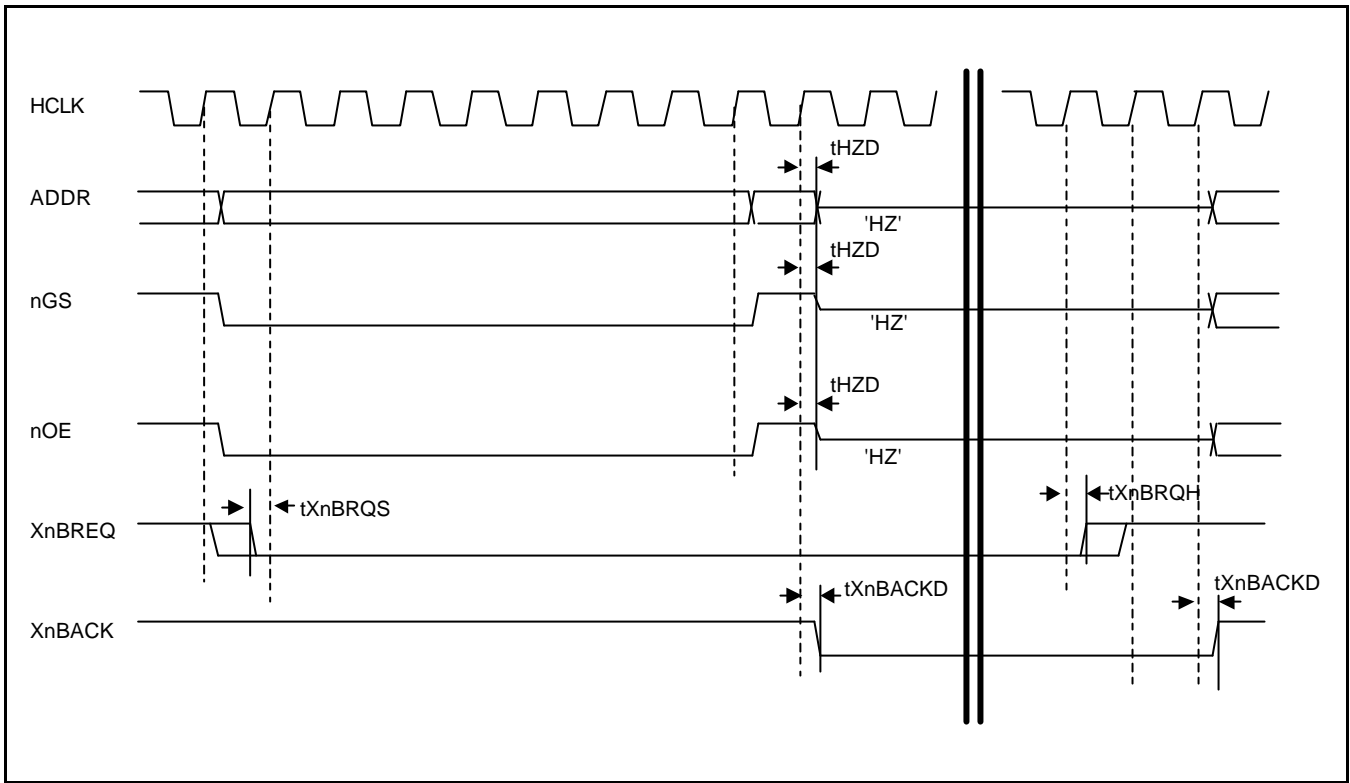 HCLK
tHZD
ADDR
'HZ'
tHZD
nGS
'HZ'
tHZD
nOE
'HZ'
tXnBRQS
tXnBRQH
XnBREQ
tXnBACKD
tXnBACKD
XnBACK